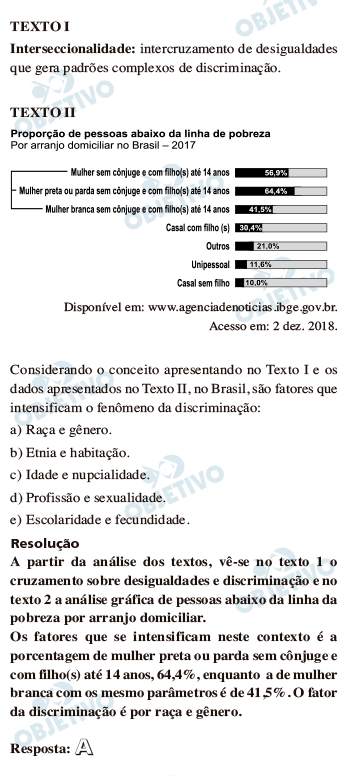 TEXTO I
Interseccionalidade: intercruzamento de desigualdades
que gera padrões complexos de discriminação.
TEXTO II
Proporção de pessoas abaixo da linha de pobreza
Por arranjo domiciliar no Brasil – 2017
Mulher sem cônjuge e com filho(s) até 14 anos 56,9%
Mulher preta ou parda sem cônjuge e com filho(s) até 14 anos 64,4%
Mulher branca sem cônjuge e com filho(s) até 14 anos 41,5%
Casal com filho (s) 30,4%
Outros 21,0%
Unipessoal 11,6%
Casal sem filho 10,0%
Disponível em: www.agenciadenoticias.ibge.gov.br.
Acesso em: 2 dez. 2018.
Considerando o conceito apresentando no Texto I e os
dados apresentados no Texto II, no Brasil, são fatores que
intensificam o fenômeno da discriminação:
a) Raça e gênero.
b) Etnia e habitação.
c) Idade e nupcialidade.
d) Profissão e sexualidade.
e) Escolaridade e fecundidade.
Resolução
A partir da análise dos textos, vê-se no texto 1 o
cruzamento sobre desigualdades e discriminação e no
texto 2 a análise gráfica de pessoas abaixo da linha da
pobreza por arranjo domiciliar.
Os fatores que se intensificam neste contexto é a
porcentagem de mulher preta ou parda sem cônjuge e
com filho(s) até 14 anos, 64,4%, enquanto a de mulher
branca com os mesmo parâmetros é de 41,5%. O fator
da discriminação é por raça e gênero.
Resposta: A